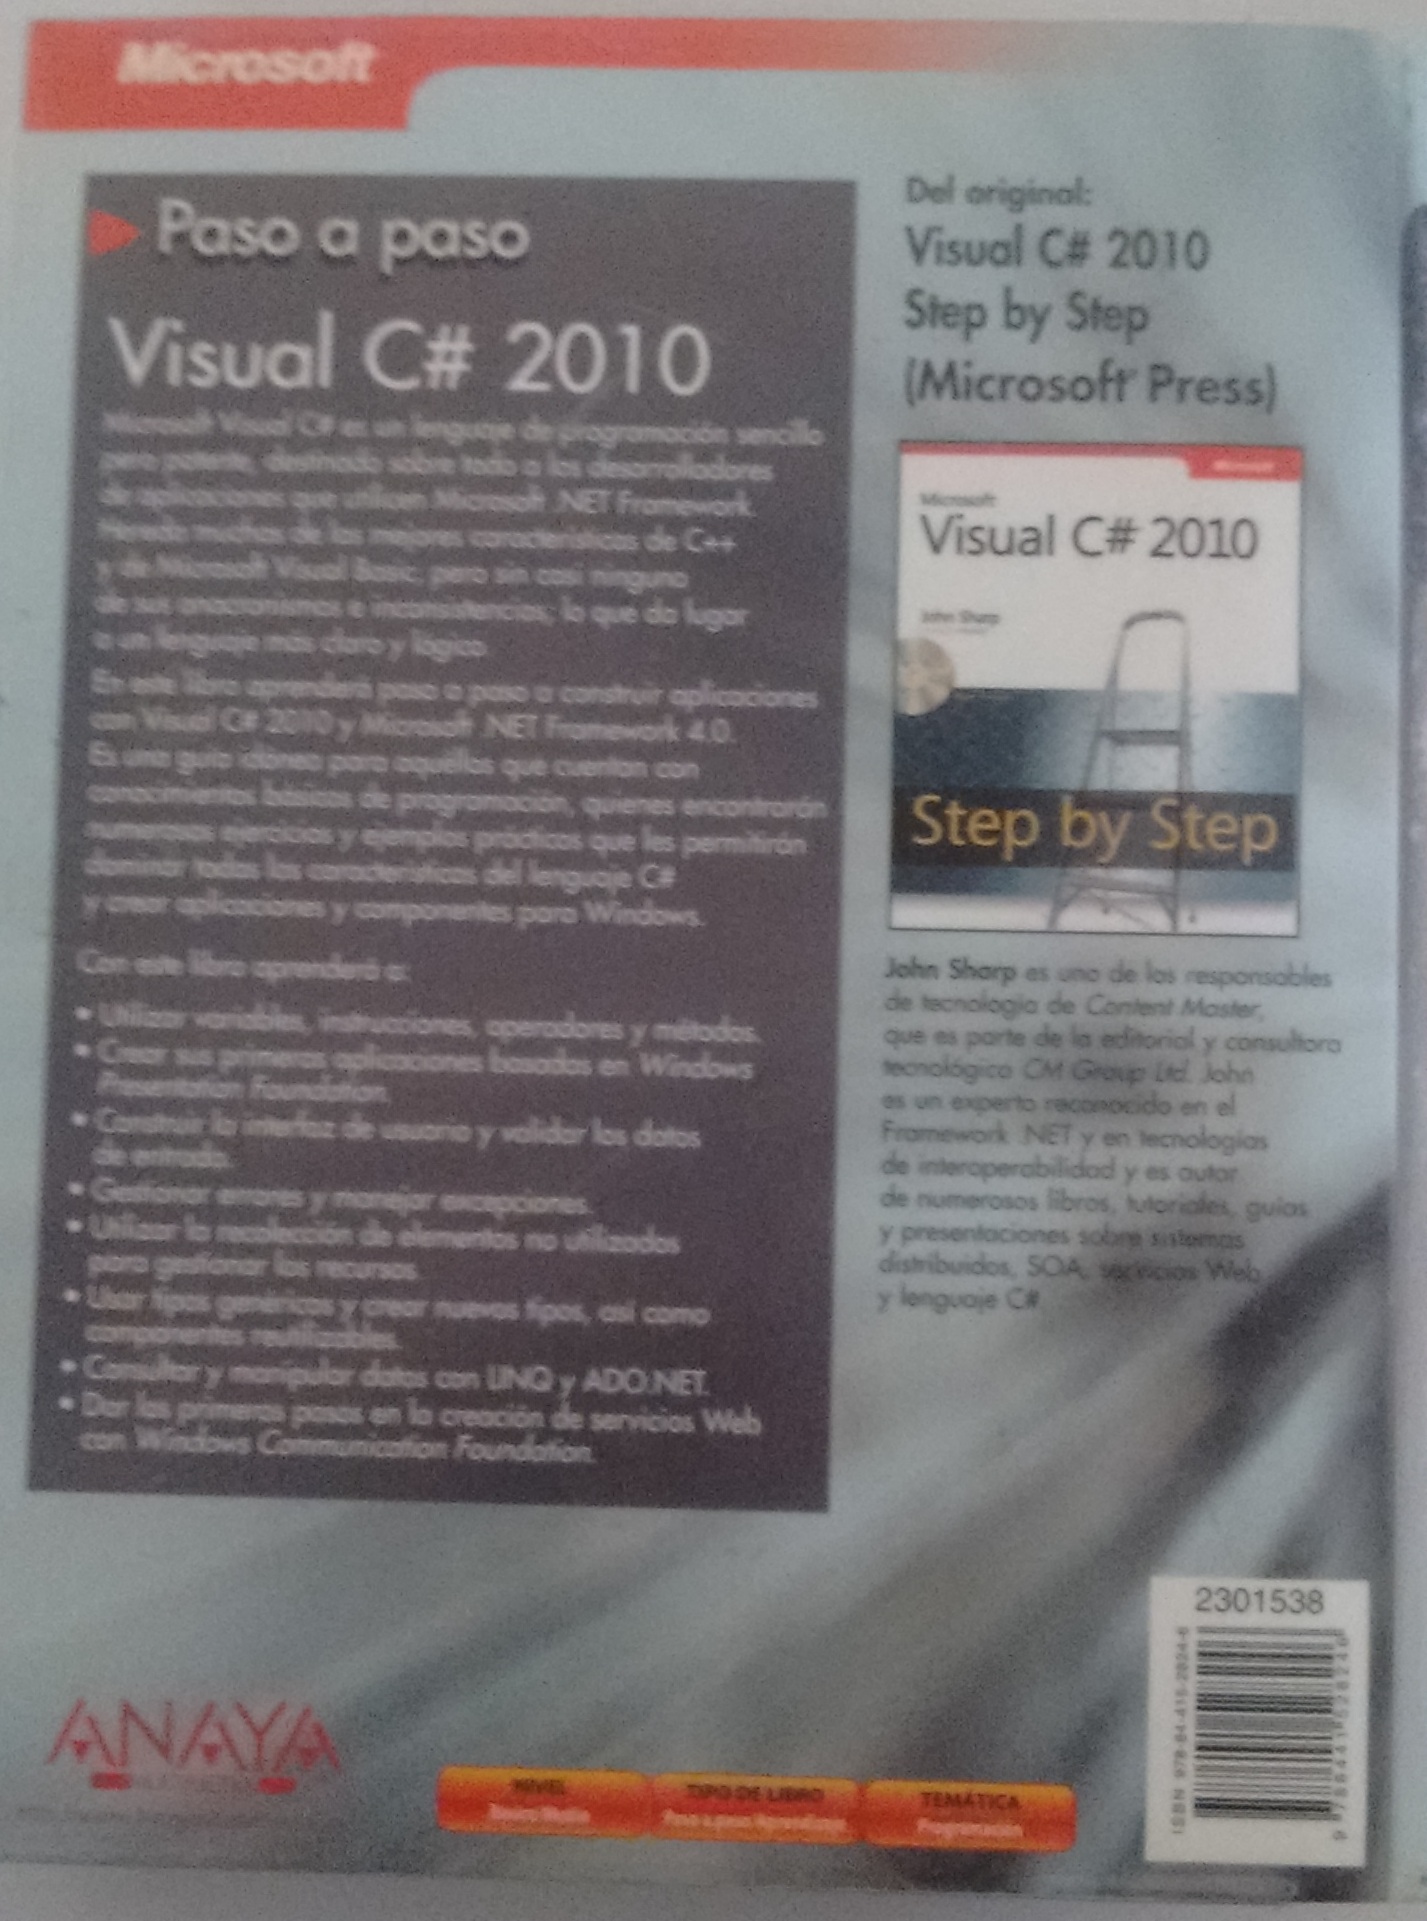 Microsoft
Paso a paso
Visual C# 2010
Microsoft Visual C# es un lenguaje de programación sencillo
pero potente, destinado sobre todo a los desarrolladores
de aplicaciones que utilicen Microsoft .NET Framework.
Hereda muchas de las mejores características de C++
y de Microsoft Visual Basic, pero sin casi ninguno
de sus anacronismos e inconsistencias, lo que da lugar
a un lenguaje más claro y lógico.
En este libro aprenderá paso a paso a construir aplicaciones
con Visual C# 2010 y Microsoft .NET Framework 4.0.
Es una guía idónea para aquéllos que cuentan con
conocimientos básicos de programación, quienes encontrarán
numerosos ejercicios y ejemplos prácticos que les permitirán
dominar todas las características del lenguaje C#
y crear aplicaciones y componentes para Windows.
Con este libro aprenderá a:
• Utilizar variables, instrucciones, operadores y métodos.
• Crear sus primeras aplicaciones basadas en Windows
Presentation Foundation.
• Construir la interfaz de usuario y validar los datos
de entrada.
• Gestionar errores y manejar excepciones.
• Utilizar la recolección de elementos no utilizados
para gestionar los recursos.
• Usar tipos genéricos y crear nuevos tipos, así como
componentes reutilizables.
• Consultar y manipular datos con LINQ y ADO.NET.
• Dar los primeros pasos en la creación de servicios Web
con Windows Communication Foundation.
Del original:
Visual C# 2010
Step by Step
(Microsoft Press)
Microsoft
Microsoft
Visual C# 2010
John Sharp
Step by Step
John Sharp es uno de los responsables
de tecnología de Content Master,
que es parte de la editorial y consultora
tecnológica CM Group Ltd. John
es un experto reconocido en el
Framework .NET y en tecnologías
de interoperabilidad y es autor
de numerosos libros, tutoriales, guías
y presentaciones sobre sistemas
distribuidos, SOA, servicios Web
y lenguaje C#.
2301538
ISBN 978-84-415-2824-6
9 788441 528246
ANAYA
NIVEL
TIPO DE LIBRO
TEMÁTICA
Programación